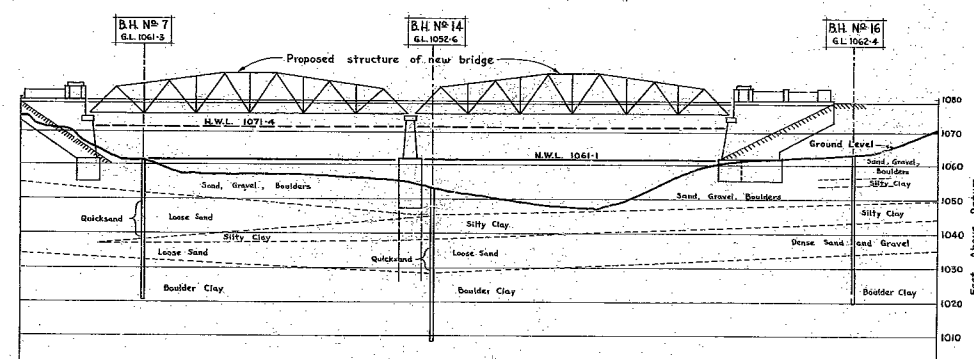 B.H. Nº 7
G.L. 1061-3
B.H. Nº 14
G.L. 1052-6
B.H. Nº 16
G.L. 1062-4
Proposed structure of new bridge
H.W.L. 1071-4
N.W.L. 1061-1
Ground Level
Sand, Gravel,
Boulders
Silty Clay
Sand, Gravel, Boulders
Sand, Gravel, Boulders
Quicksand
Loose Sand
Silty Clay
Silty Clay
Silty Clay
Loose Sand
Quicksand
Loose Sand
Dense Sand and Gravel
Boulder Clay
Boulder Clay
Boulder Clay
1080
1070
1060
1050
1040
1030
1020
1010
Feet Above Datum